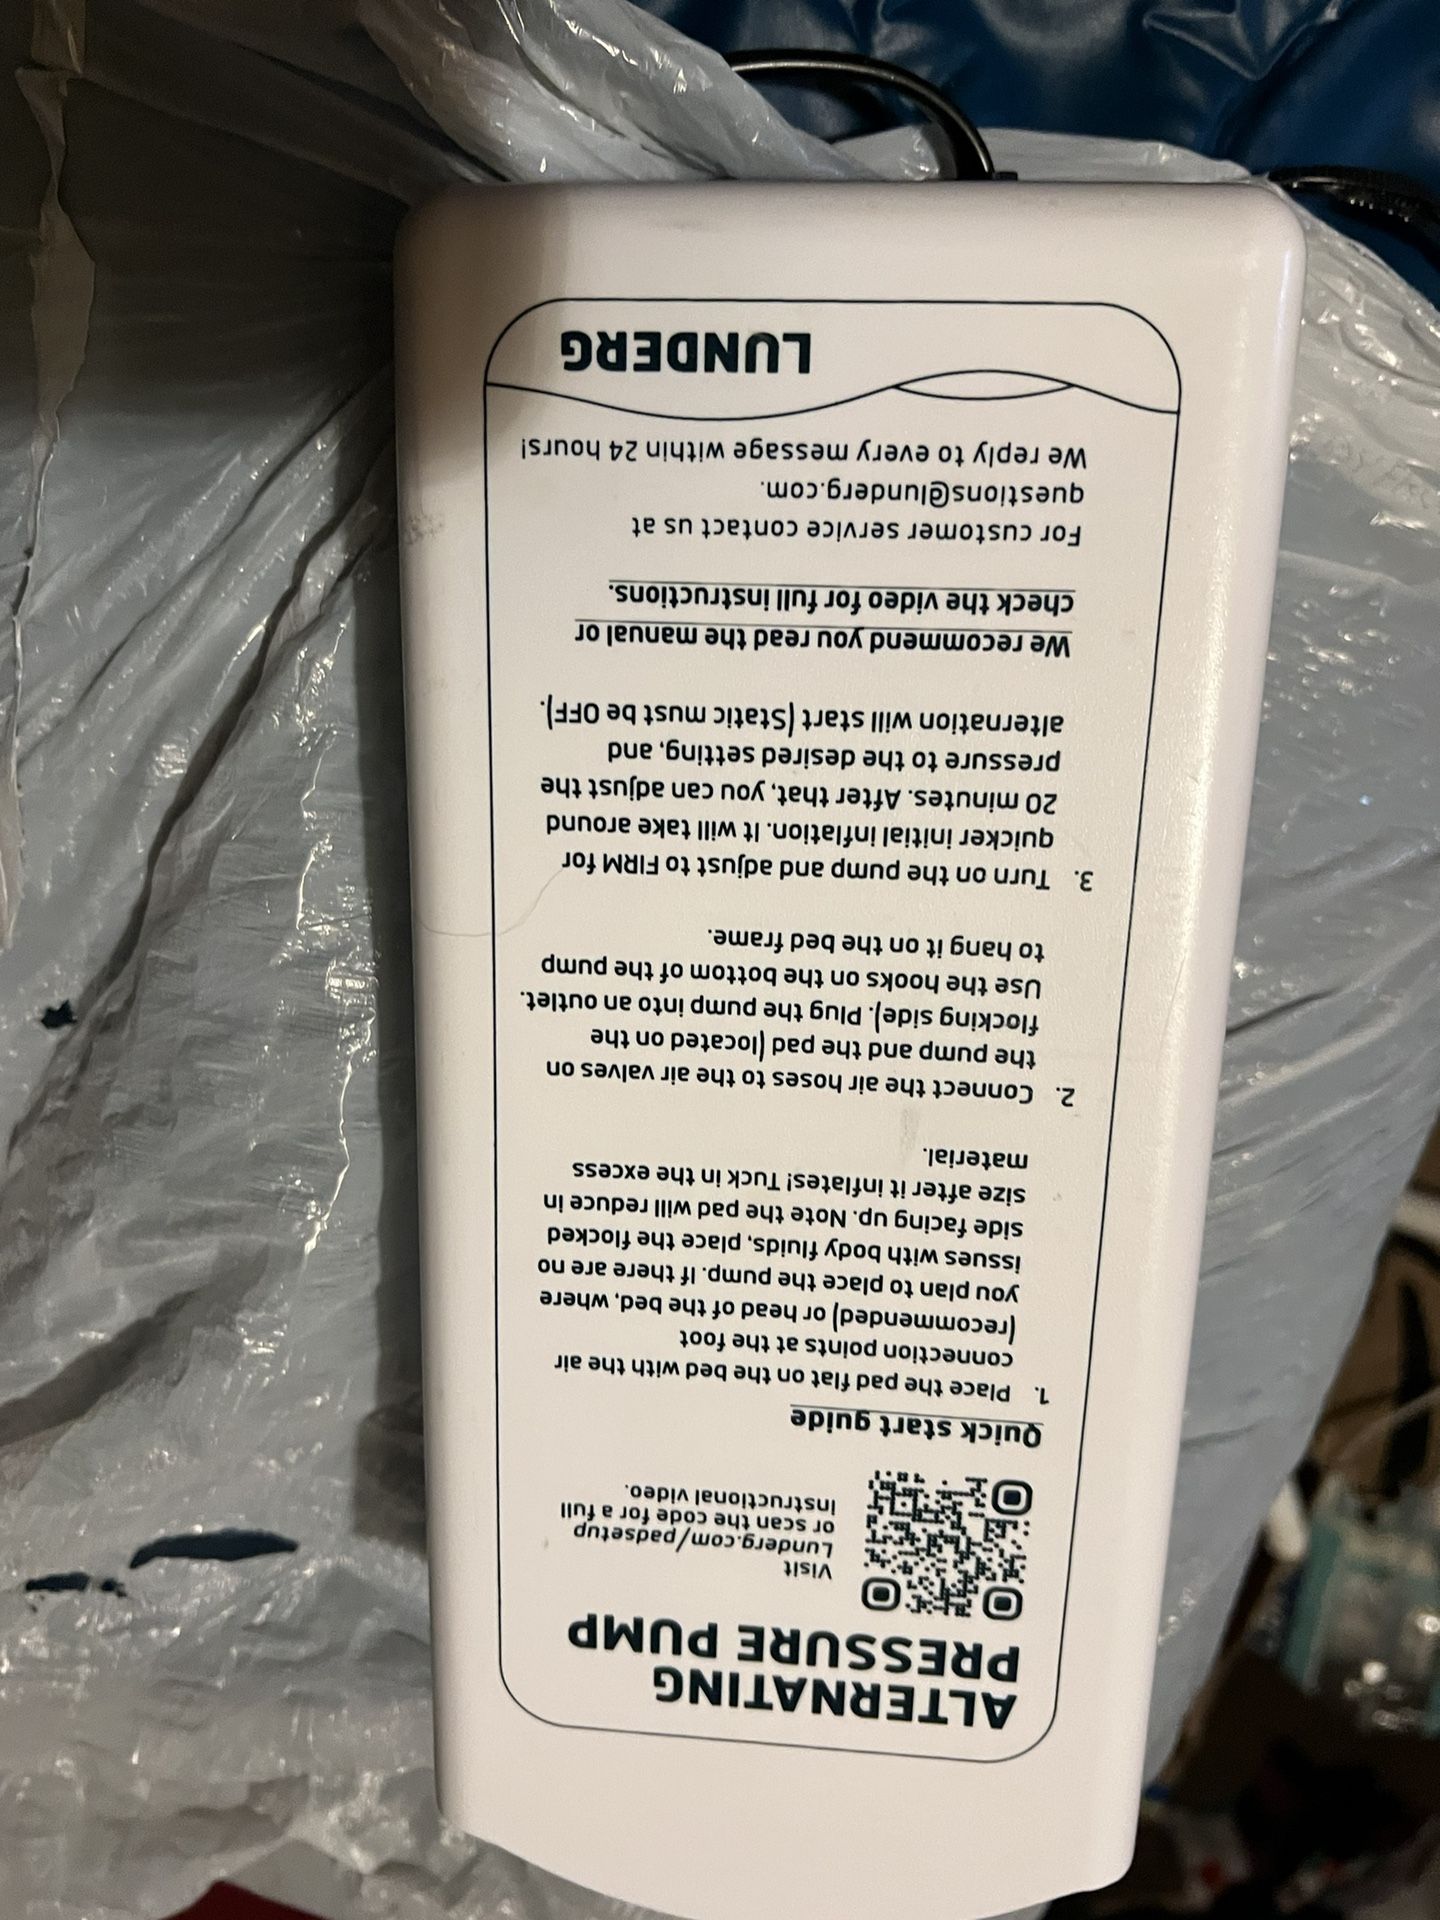 ALTERNATING
PRESSURE PUMP
Visit
Lunderg.com/padsetup
or scan the code for a full
instructional video.
Quick start guide
1. Place the pad flat on the bed with the air
connection points at the foot
(recommended) or head of the bed, where
you plan to place the pump. If there are no
issues with body fluids, place the flocked
side facing up. Note the pad will reduce in
size after it inflates! Tuck in the excess
material.
2. Connect the air hoses to the air valves on
the pump and the pad (located on the
flocking side). Plug the pump into an outlet.
Use the hooks on the bottom of the pump
to hang it on the bed frame.
3. Turn on the pump and adjust to FIRM for
quicker initial inflation. It will take around
20 minutes. After that, you can adjust the
pressure to the desired setting, and
alternation will start (Static must be OFF).
We recommend you read the manual or
check the video for full instructions.
For customer service contact us at
questions@lunderg.com.
We reply to every message within 24 hours!
LUNDERG